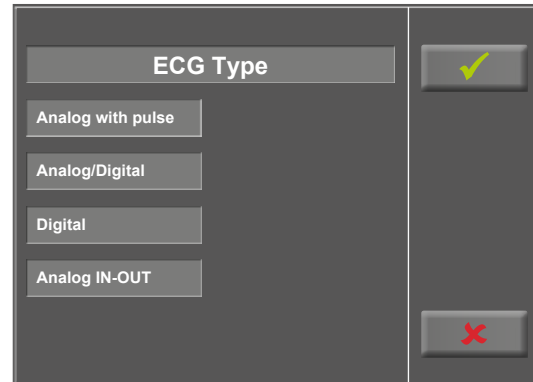 ECG Type
Analog with pulse
Analog/Digital
Digital
Analog IN-OUT